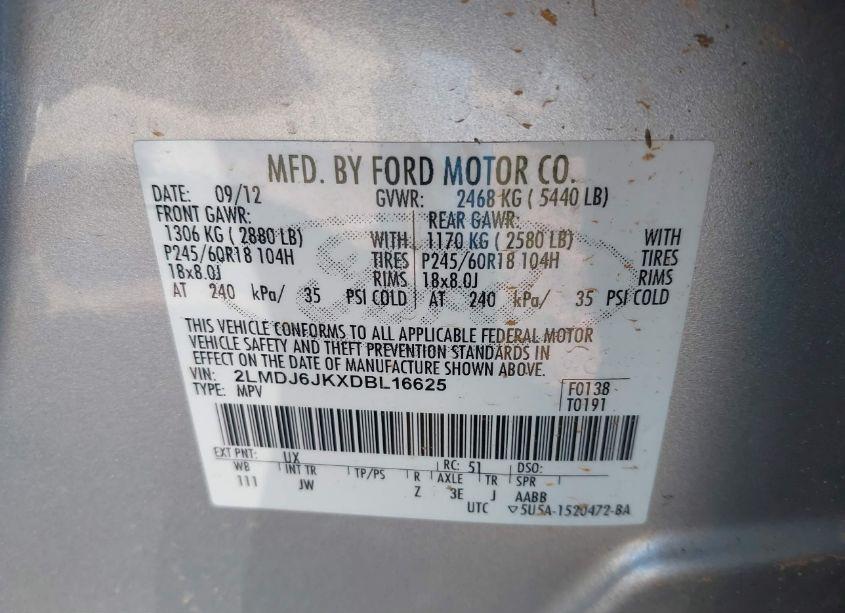 MFD. BY FORD MOTOR CO.
DATE: 09/12 GVWR: 2468 KG ( 5440 LB)
FRONT GAWR: REAR GAWR:
1306 KG ( 2880 LB) WITH 1170 KG ( 2580 LB) WITH
P245/60R18 104H TIRES P245/60R18 104H TIRES
18x8.0J RIMS 18x8.0J RIMS
AT 240 kPa/ 35 PSI COLD AT 240 kPa/ 35 PSI COLD
THIS VEHICLE CONFORMS TO ALL APPLICABLE FEDERAL MOTOR
VEHICLE SAFETY AND THEFT PREVENTION STANDARDS IN
EFFECT ON THE DATE OF MANUFACTURE SHOWN ABOVE.
VIN: 2LMDJ6JKXDBL16625 F0138
TYPE: MPV T0191
EXT PNT: UX RC: 51 DSO:
WB INT TR TP/PS R AXLE TR SPR
111 JW Z 3E J AABB
UTC ▽5U5A-1520472-BA